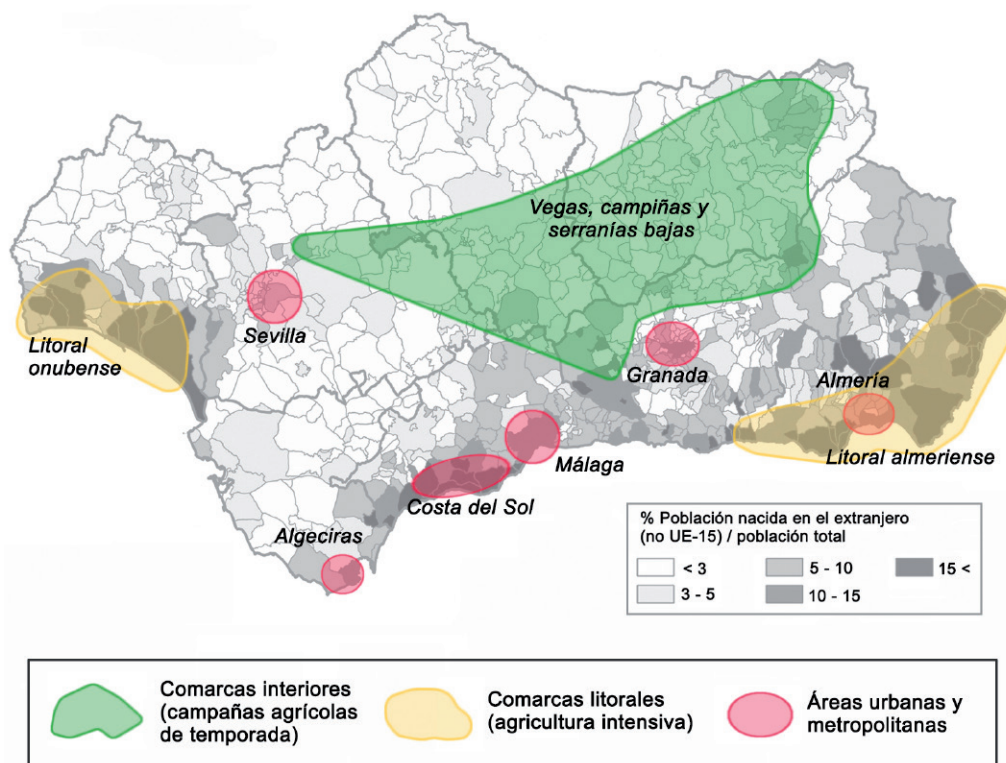 Vegas, campiñas y
serranías bajas
Sevilla
Litoral
onubense
Granada
Almería
Málaga
Litoral almeriense
Costa del Sol
Algeciras
% Población nacida en el extranjero
(no UE-15) / población total
< 3
5 - 10
15 <
3 - 5
10 - 15
Comarcas interiores
(campañas agrícolas
de temporada)
Comarcas litorales
(agricultura intensiva)
Áreas urbanas y
metropolitanas